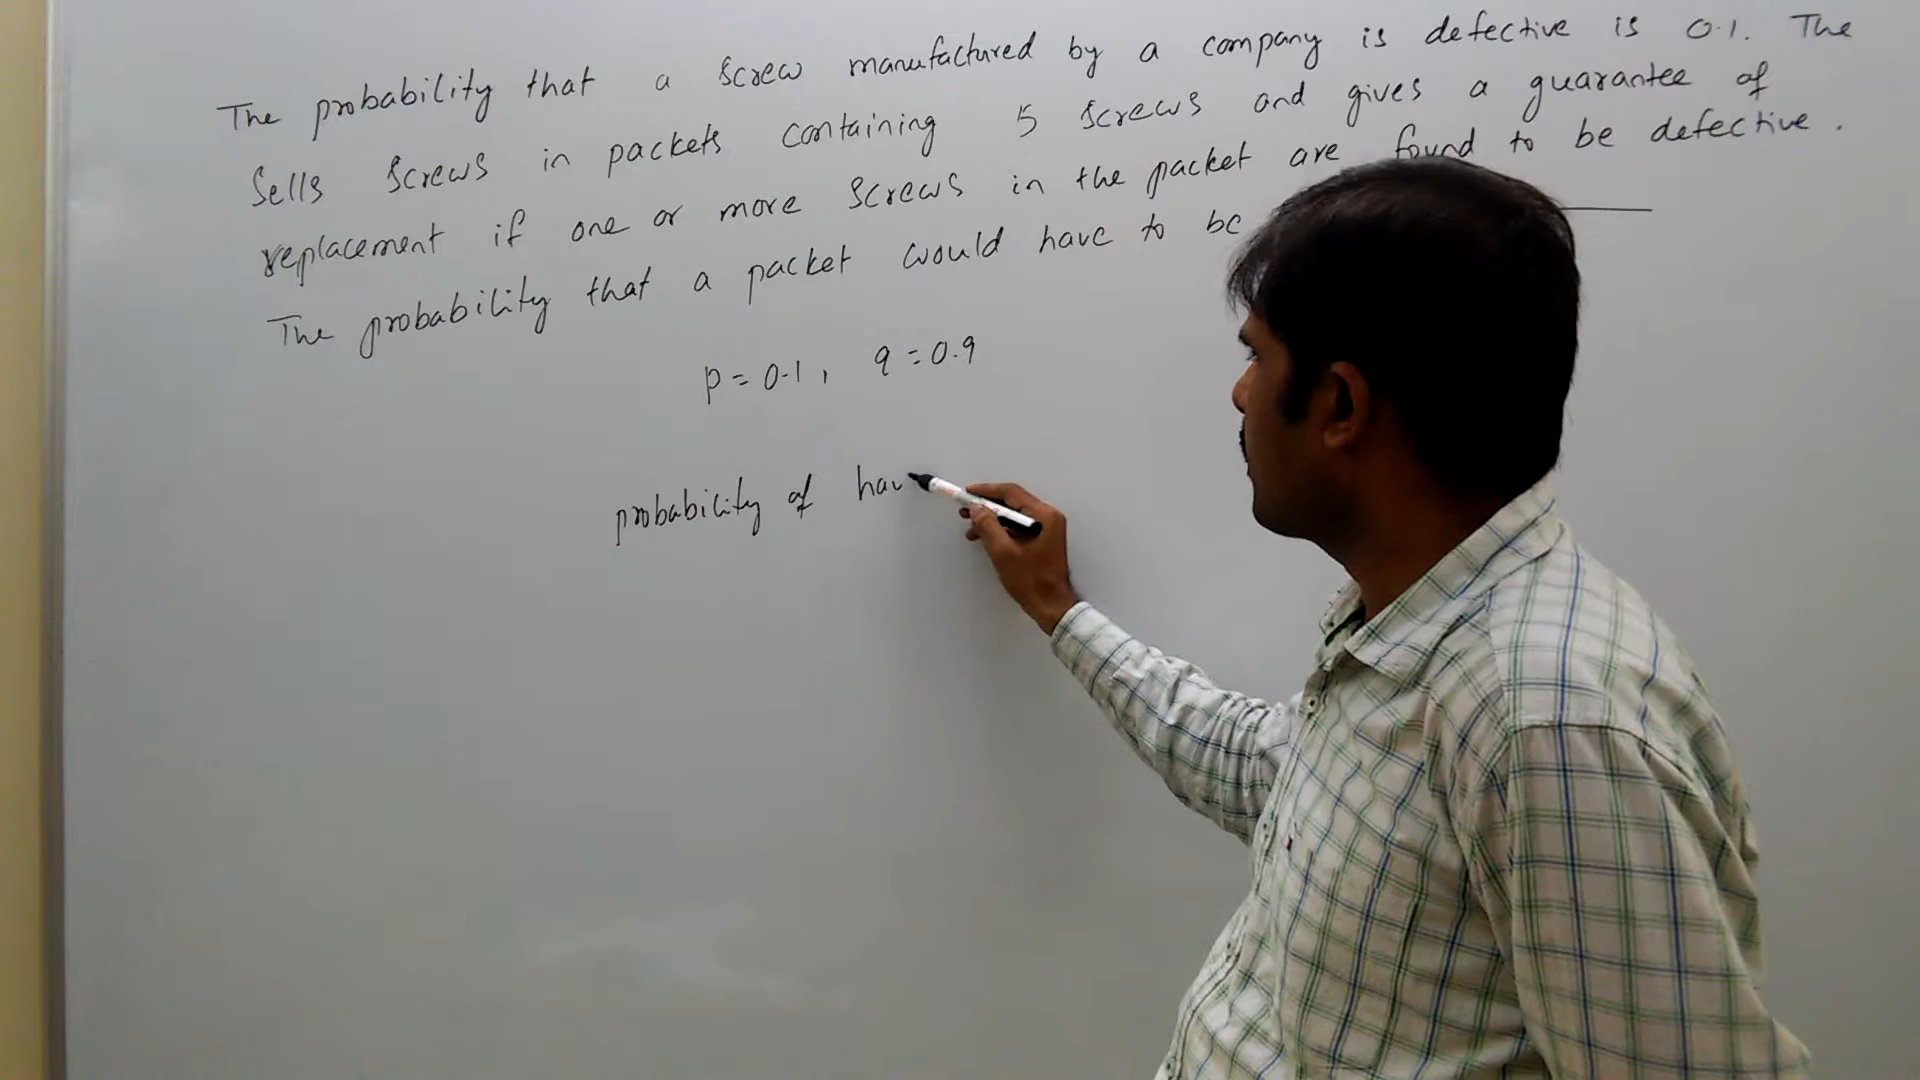 The probability that a screw manufactured by a company is defective is 0.1. The
Sells Screws in packets containing 5 Screws and gives a guarantee of
replacement if one or more Screws in the packet are found to be defective.
The probability that a packet would have to be
p = 0.1, q = 0.9
probability of hav